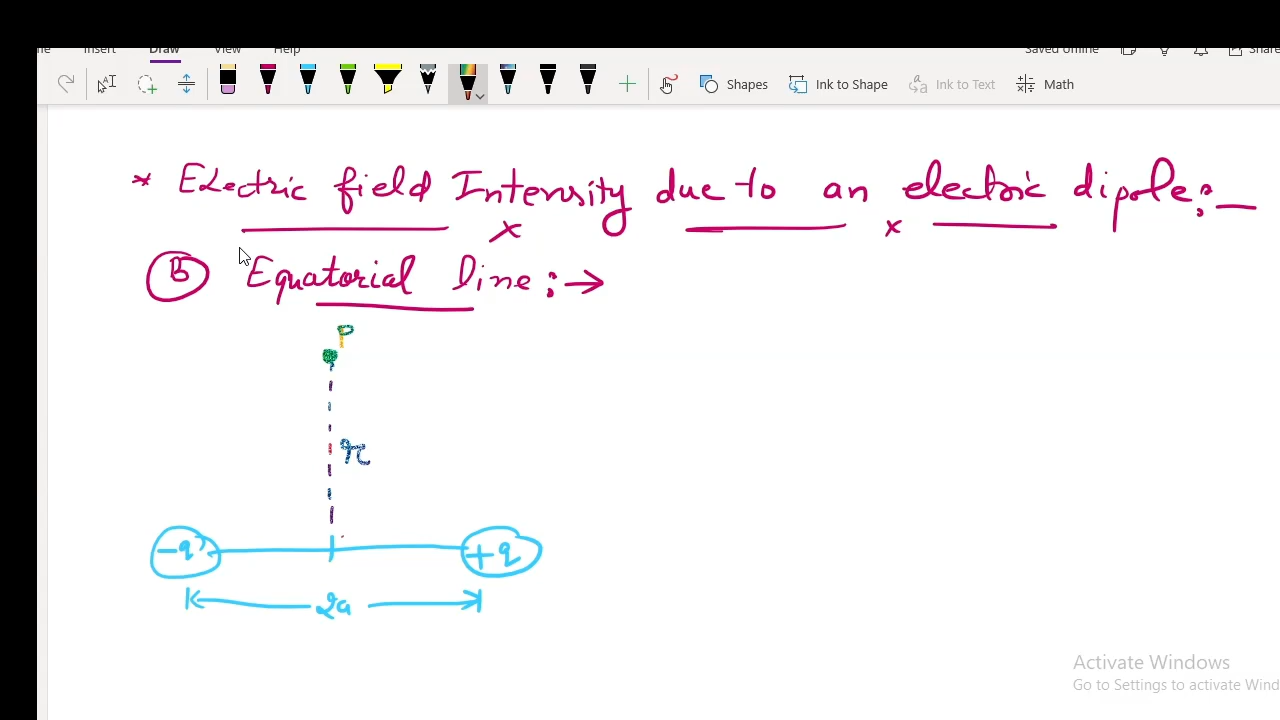 Insert Draw View Help Saved offline Share
Shapes Ink to Shape Ink to Text Math
* Electric field Intensity due to an electric dipole:-
B Equatorial line:→
P
r
-q +q
2a
Activate Windows
Go to Settings to activate Wind